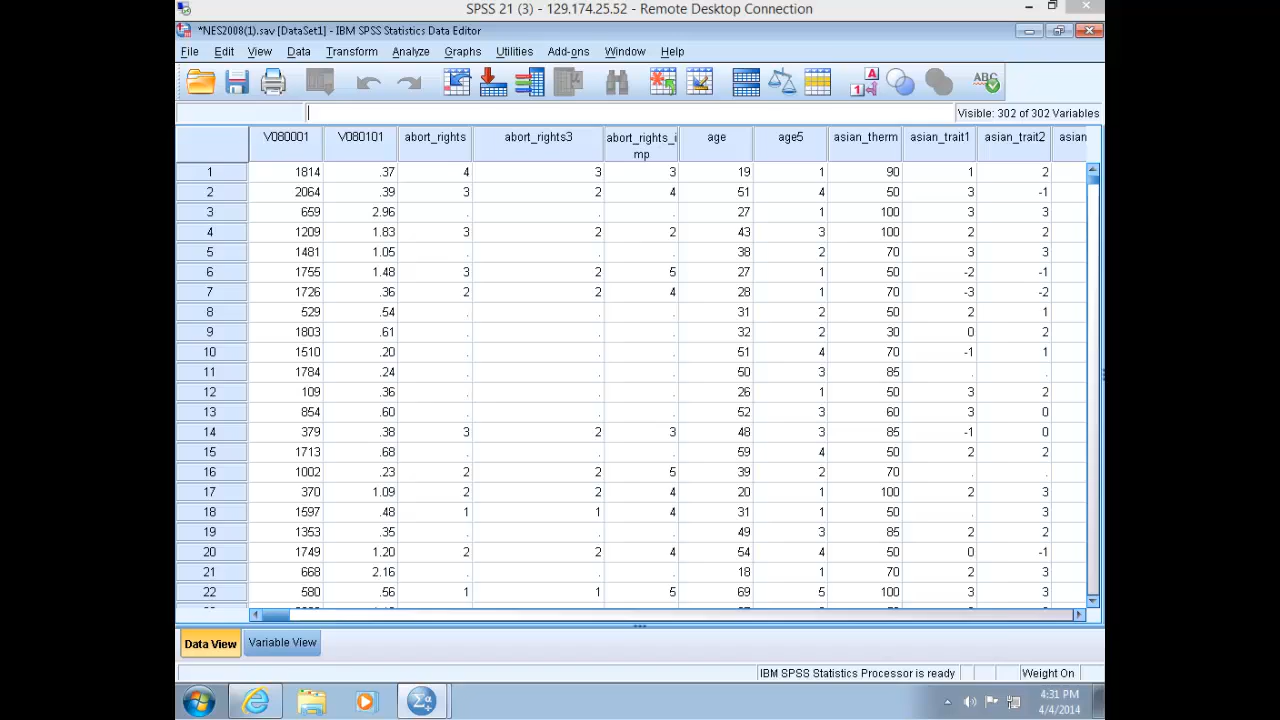 SPSS 21 (3) - 129.174.25.52 - Remote Desktop Connection
*NES2008(1).sav [DataSet1] - IBM SPSS Statistics Data Editor
File Edit View Data Transform Analyze Graphs Utilities Add-ons Window Help
Visible: 302 of 302 Variables
V080001 V080101 abort_rights abort_rights3 abort_rights_imp age age5 asian_therm asian_trait1 asian_trait2 asian
1 1814 .37 4 3 3 19 1 90 1 2
2 2064 .39 3 2 4 51 4 50 3 -1
3 659 2.96 . . . 27 1 100 3 3
4 1209 1.83 3 2 2 43 3 100 2 2
5 1481 1.05 . . . 38 2 70 3 3
6 1755 1.48 3 2 5 27 1 50 -2 -1
7 1726 .36 2 2 4 28 1 70 -3 -2
8 529 .54 . . . 31 2 50 2 1
9 1803 .61 . . . 32 2 30 0 2
10 1510 .20 . . . 51 4 70 -1 1
11 1784 .24 . . . 50 3 85 . .
12 109 .36 . . . 26 1 50 3 2
13 854 .60 . . . 52 3 60 3 0
14 379 .38 3 2 3 48 3 85 -1 0
15 1713 .68 . . . 59 4 50 2 2
16 1002 .23 2 2 5 39 2 70 . .
17 370 1.09 2 2 4 20 1 100 2 3
18 1597 .48 1 1 4 31 1 50 . 3
19 1353 .35 . . . 49 3 85 2 2
20 1749 1.20 2 2 4 54 4 50 0 -1
21 668 2.16 . . . 18 1 70 2 3
22 580 .56 1 1 5 69 5 100 3 3
Data View Variable View
IBM SPSS Statistics Processor is ready Weight On
4:31 PM
4/4/2014